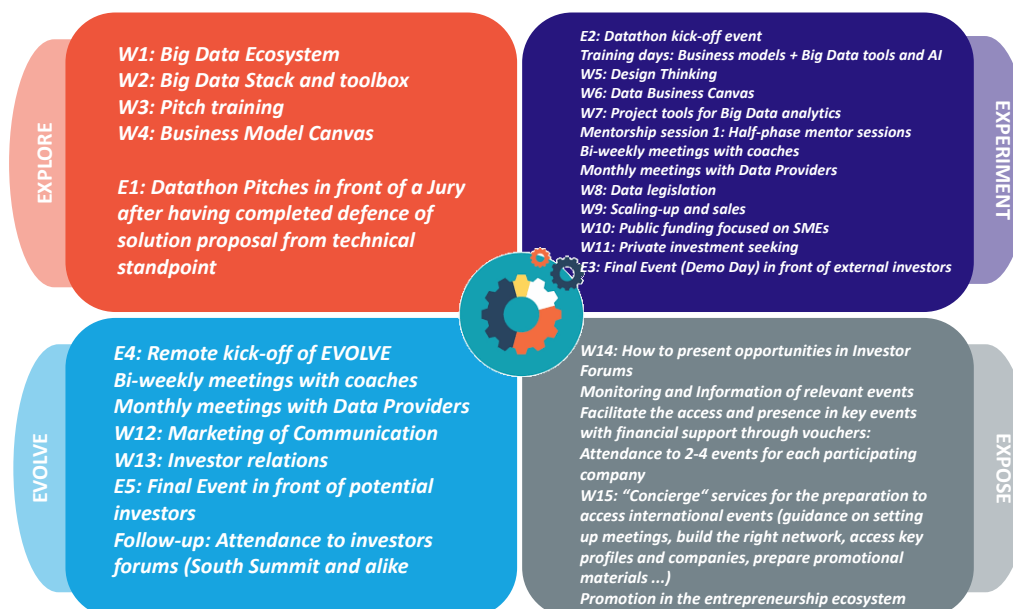 EXPLORE
W1: Big Data Ecosystem
W2: Big Data Stack and toolbox
W3: Pitch training
W4: Business Model Canvas
E1: Datathon Pitches in front of a Jury
after having completed defence of
solution proposal from technical
standpoint
E2: Datathon kick-off event
Training days: Business models + Big Data tools and AI
W5: Design Thinking
W6: Data Business Canvas
W7: Project tools for Big Data analytics
Mentorship session 1: Half-phase mentor sessions
Bi-weekly meetings with coaches
Monthly meetings with Data Providers
W8: Data legislation
W9: Scaling-up and sales
W10: Public funding focused on SMEs
W11: Private investment seeking
E3: Final Event (Demo Day) in front of external investors
EXPERIMENT
EVOLVE
E4: Remote kick-off of EVOLVE
Bi-weekly meetings with coaches
Monthly meetings with Data Providers
W12: Marketing of Communication
W13: Investor relations
E5: Final Event in front of potential
investors
Follow-up: Attendance to investors
forums (South Summit and alike
W14: How to present opportunities in Investor
Forums
Monitoring and Information of relevant events
Facilitate the access and presence in key events
with financial support through vouchers:
Attendance to 2-4 events for each participating
company
W15: “Concierge“ services for the preparation to
access international events (guidance on setting
up meetings, build the right network, access key
profiles and companies, prepare promotional
materials ...)
Promotion in the entrepreneurship ecosystem
EXPOSE